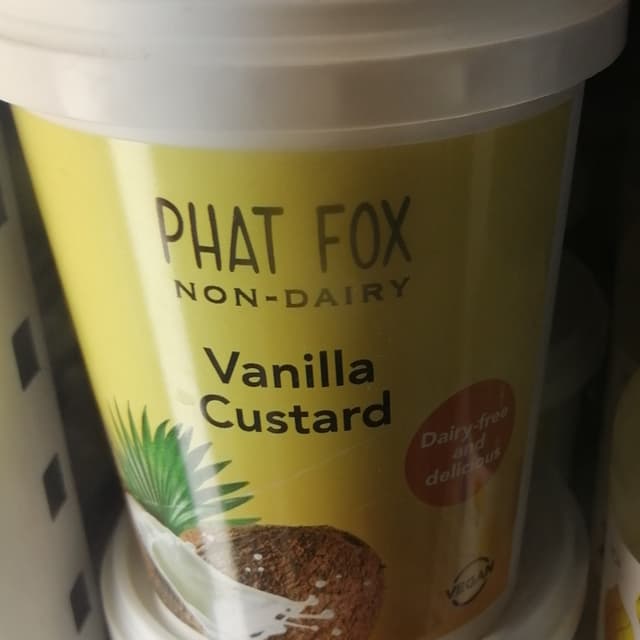 PHAT FOX
NON-DAIRY
Vanilla
Custard
Dairy-free
and
delicious
VEGAN